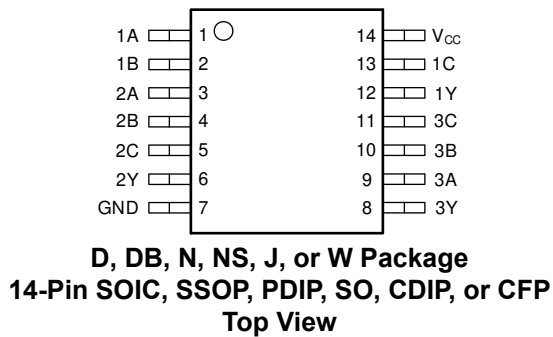 1A 1 14 VCC
1B 2 13 1C
2A 3 12 1Y
2B 4 11 3C
2C 5 10 3B
2Y 6 9 3A
GND 7 8 3Y
D, DB, N, NS, J, or W Package
14-Pin SOIC, SSOP, PDIP, SO, CDIP, or CFP
Top View